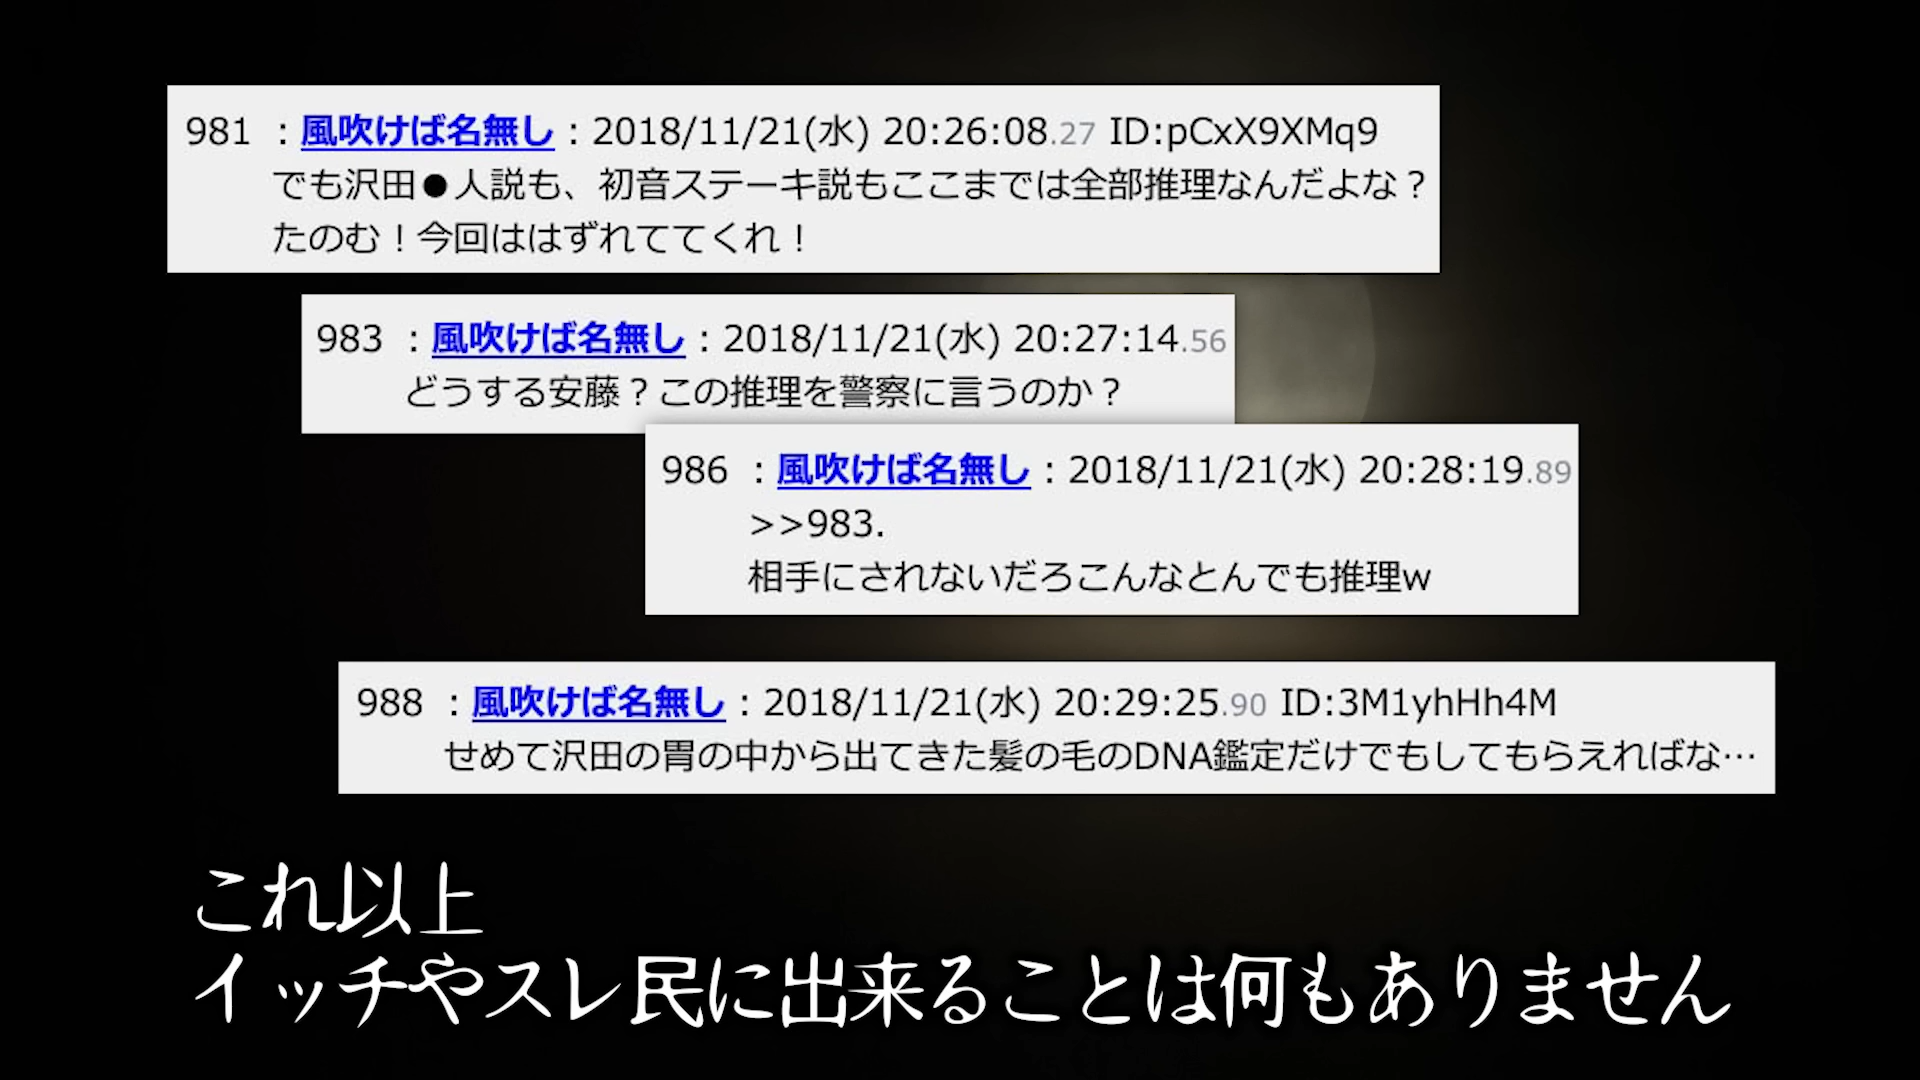 981 ：風吹けば名無し：2018/11/21(水) 20:26:08.27 ID:pCxX9XMq9
でも沢田●人説も、初音ステーキ説もここまでは全部推理なんだよな？
たのむ！今回ははずれててくれ！
983 ：風吹けば名無し：2018/11/21(水) 20:27:14.56
どうする安藤？この推理を警察に言うのか？
986 ：風吹けば名無し：2018/11/21(水) 20:28:19.89
>>983.
相手にされないだろこんなとんでも推理w
988 ：風吹けば名無し：2018/11/21(水) 20:29:25.90 ID:3M1yhHh4M
せめて沢田の胃の中から出てきた髪の毛のDNA鑑定だけでもしてもらえればな…
これ以上
イッチやスレ民に出来ることは何もありません